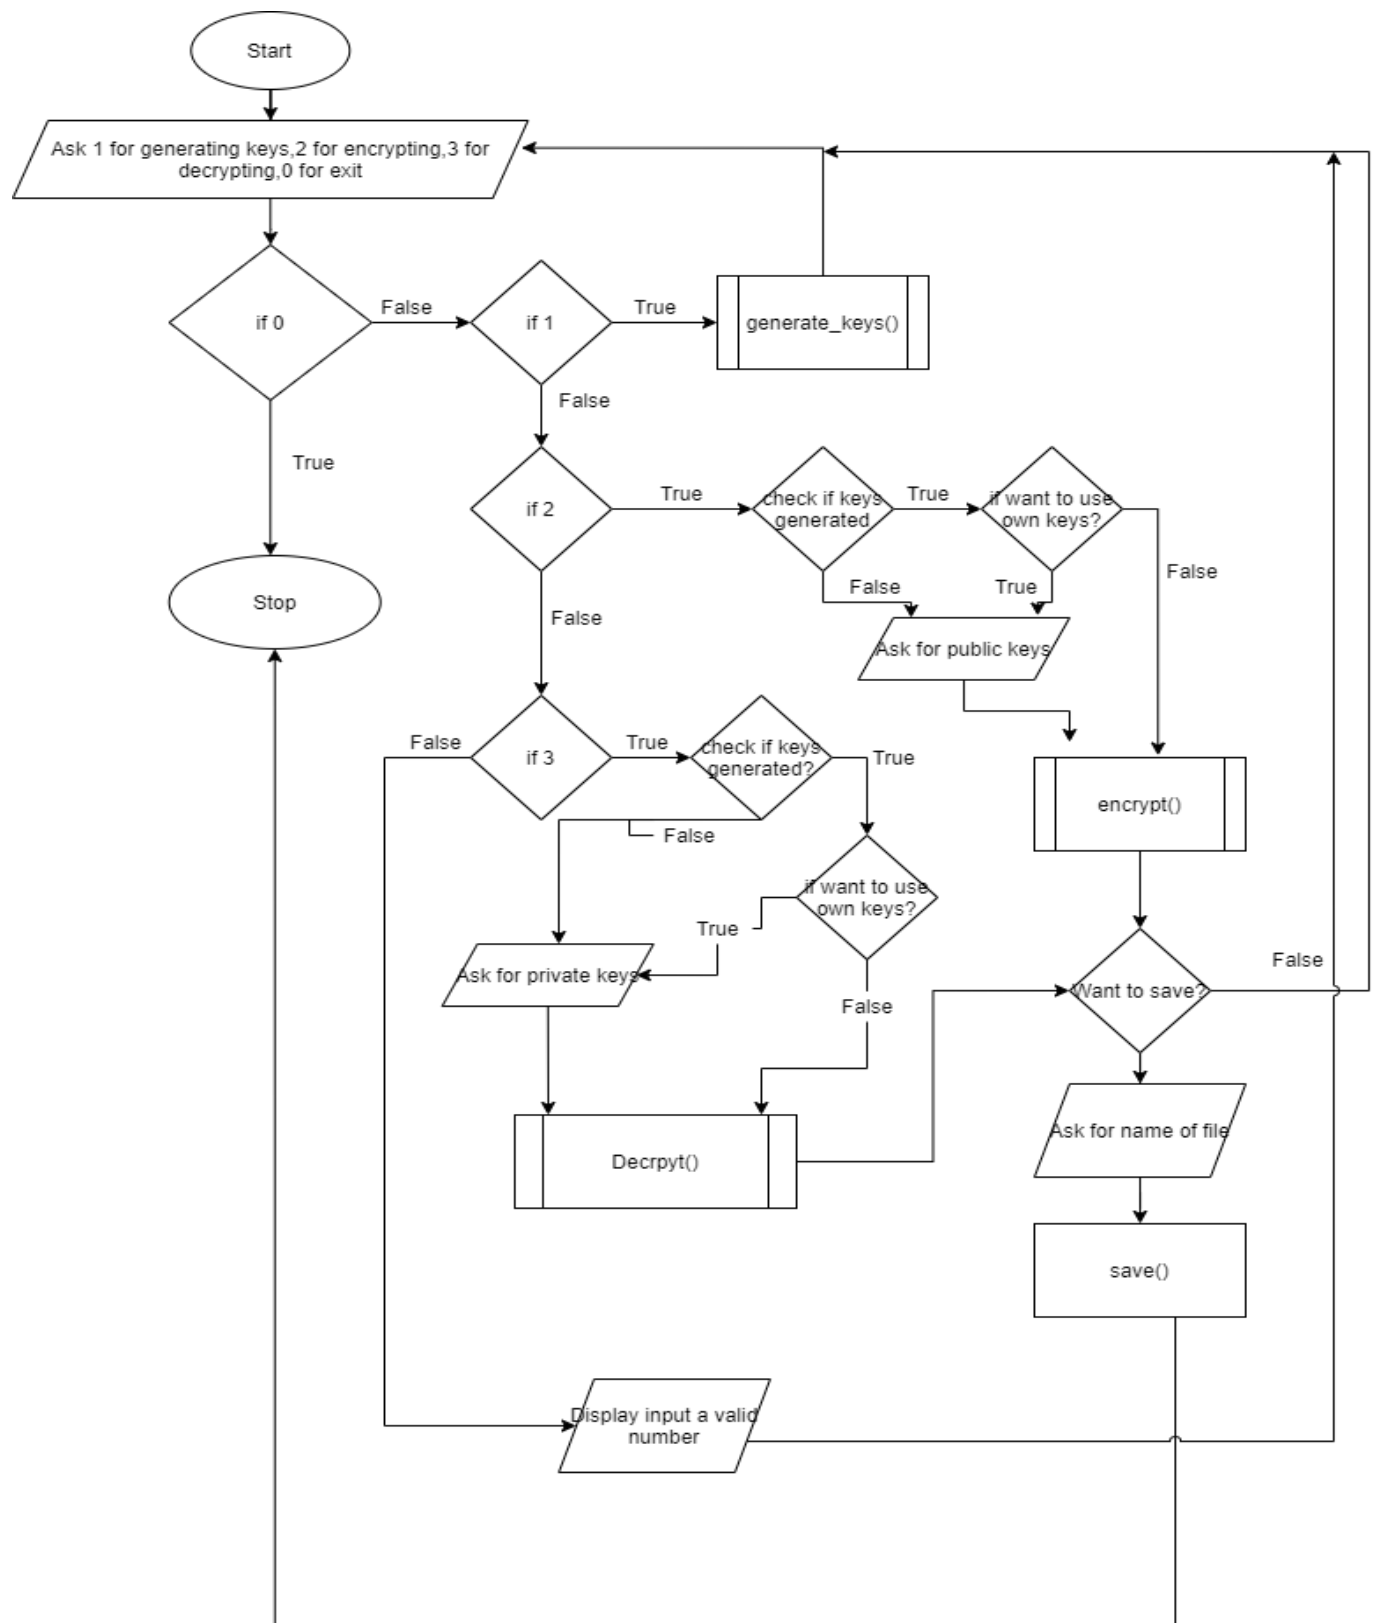 Start
Ask 1 for generating keys,2 for encrypting,3 for
decrypting,0 for exit
if 0
False
if 1
True
generate_keys()
False
True
if 2
True
check if keys
generated
True
if want to use
own keys?
False
False
True
Stop
False
Ask for public keys
False
if 3
True
check if keys
generated?
True
encrypt()
False
if want to use
own keys?
True
Ask for private keys
False
Want to save?
False
Ask for name of file
Decrpyt()
save()
Display input a valid
number